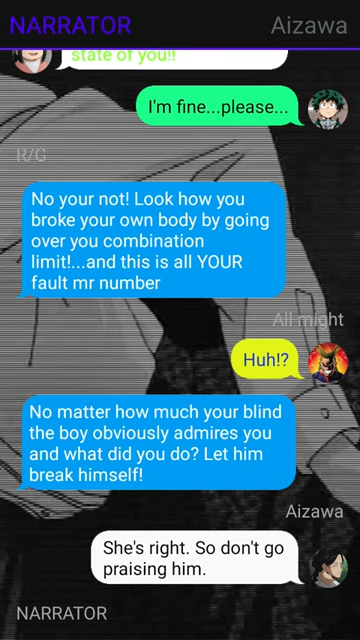 NARRATOR
Aizawa
state of you!!
I'm fine...please...
R/G
No your not! Look how you
broke your own body by going
over you combination
limit!...and this is all YOUR
fault mr number
All might
Huh!?
No matter how much your blind
the boy obviously admires you
and what did you do? Let him
break himself!
Aizawa
She's right. So don't go
praising him.
NARRATOR